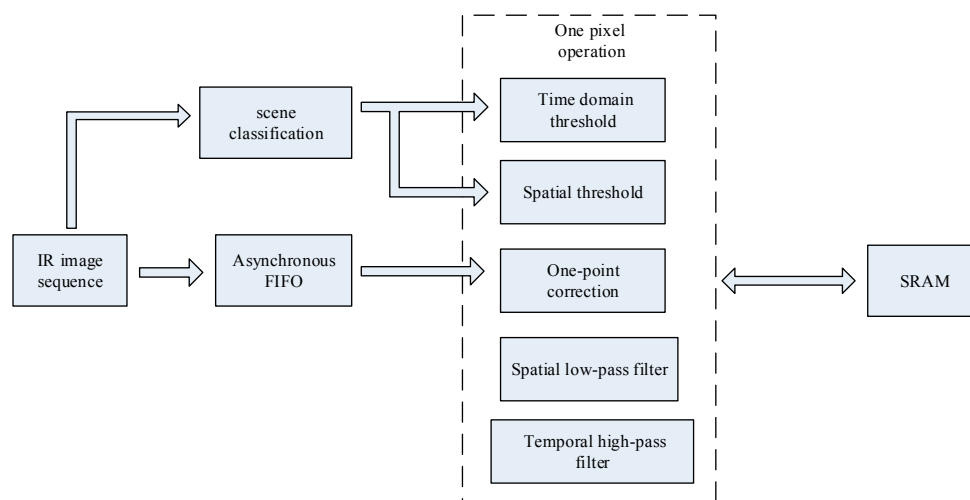 One pixel
operation
scene
classification
Time domain
threshold
Spatial threshold
IR image
sequence
Asynchronous
FIFO
One-point
correction
SRAM
Spatial low-pass filter
Temporal high-pass
filter